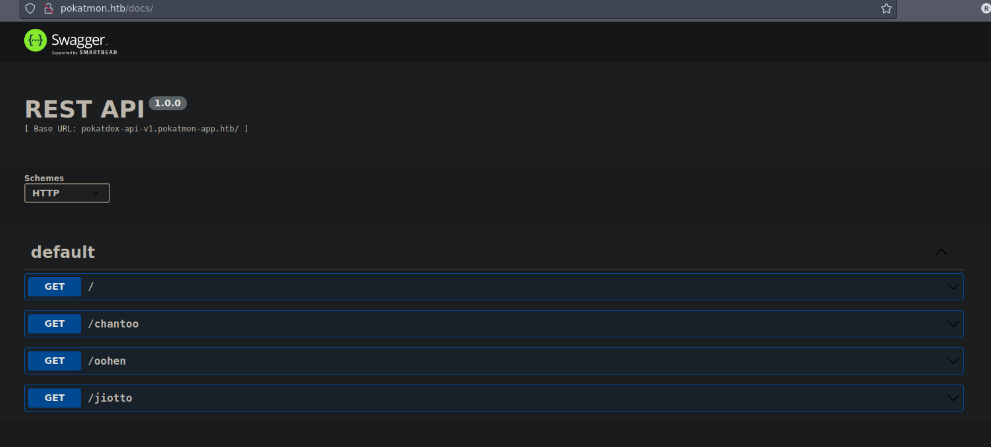 pokatmon.htb/docs/
R
Swagger
Supported by SMARTBEAR
REST API 1.0.0
[ Base URL: pokatdex-api-v1.pokatmon-app.htb/ ]
Schemes
HTTP
default
GET /
GET /chantoo
GET /oohen
GET /jiotto